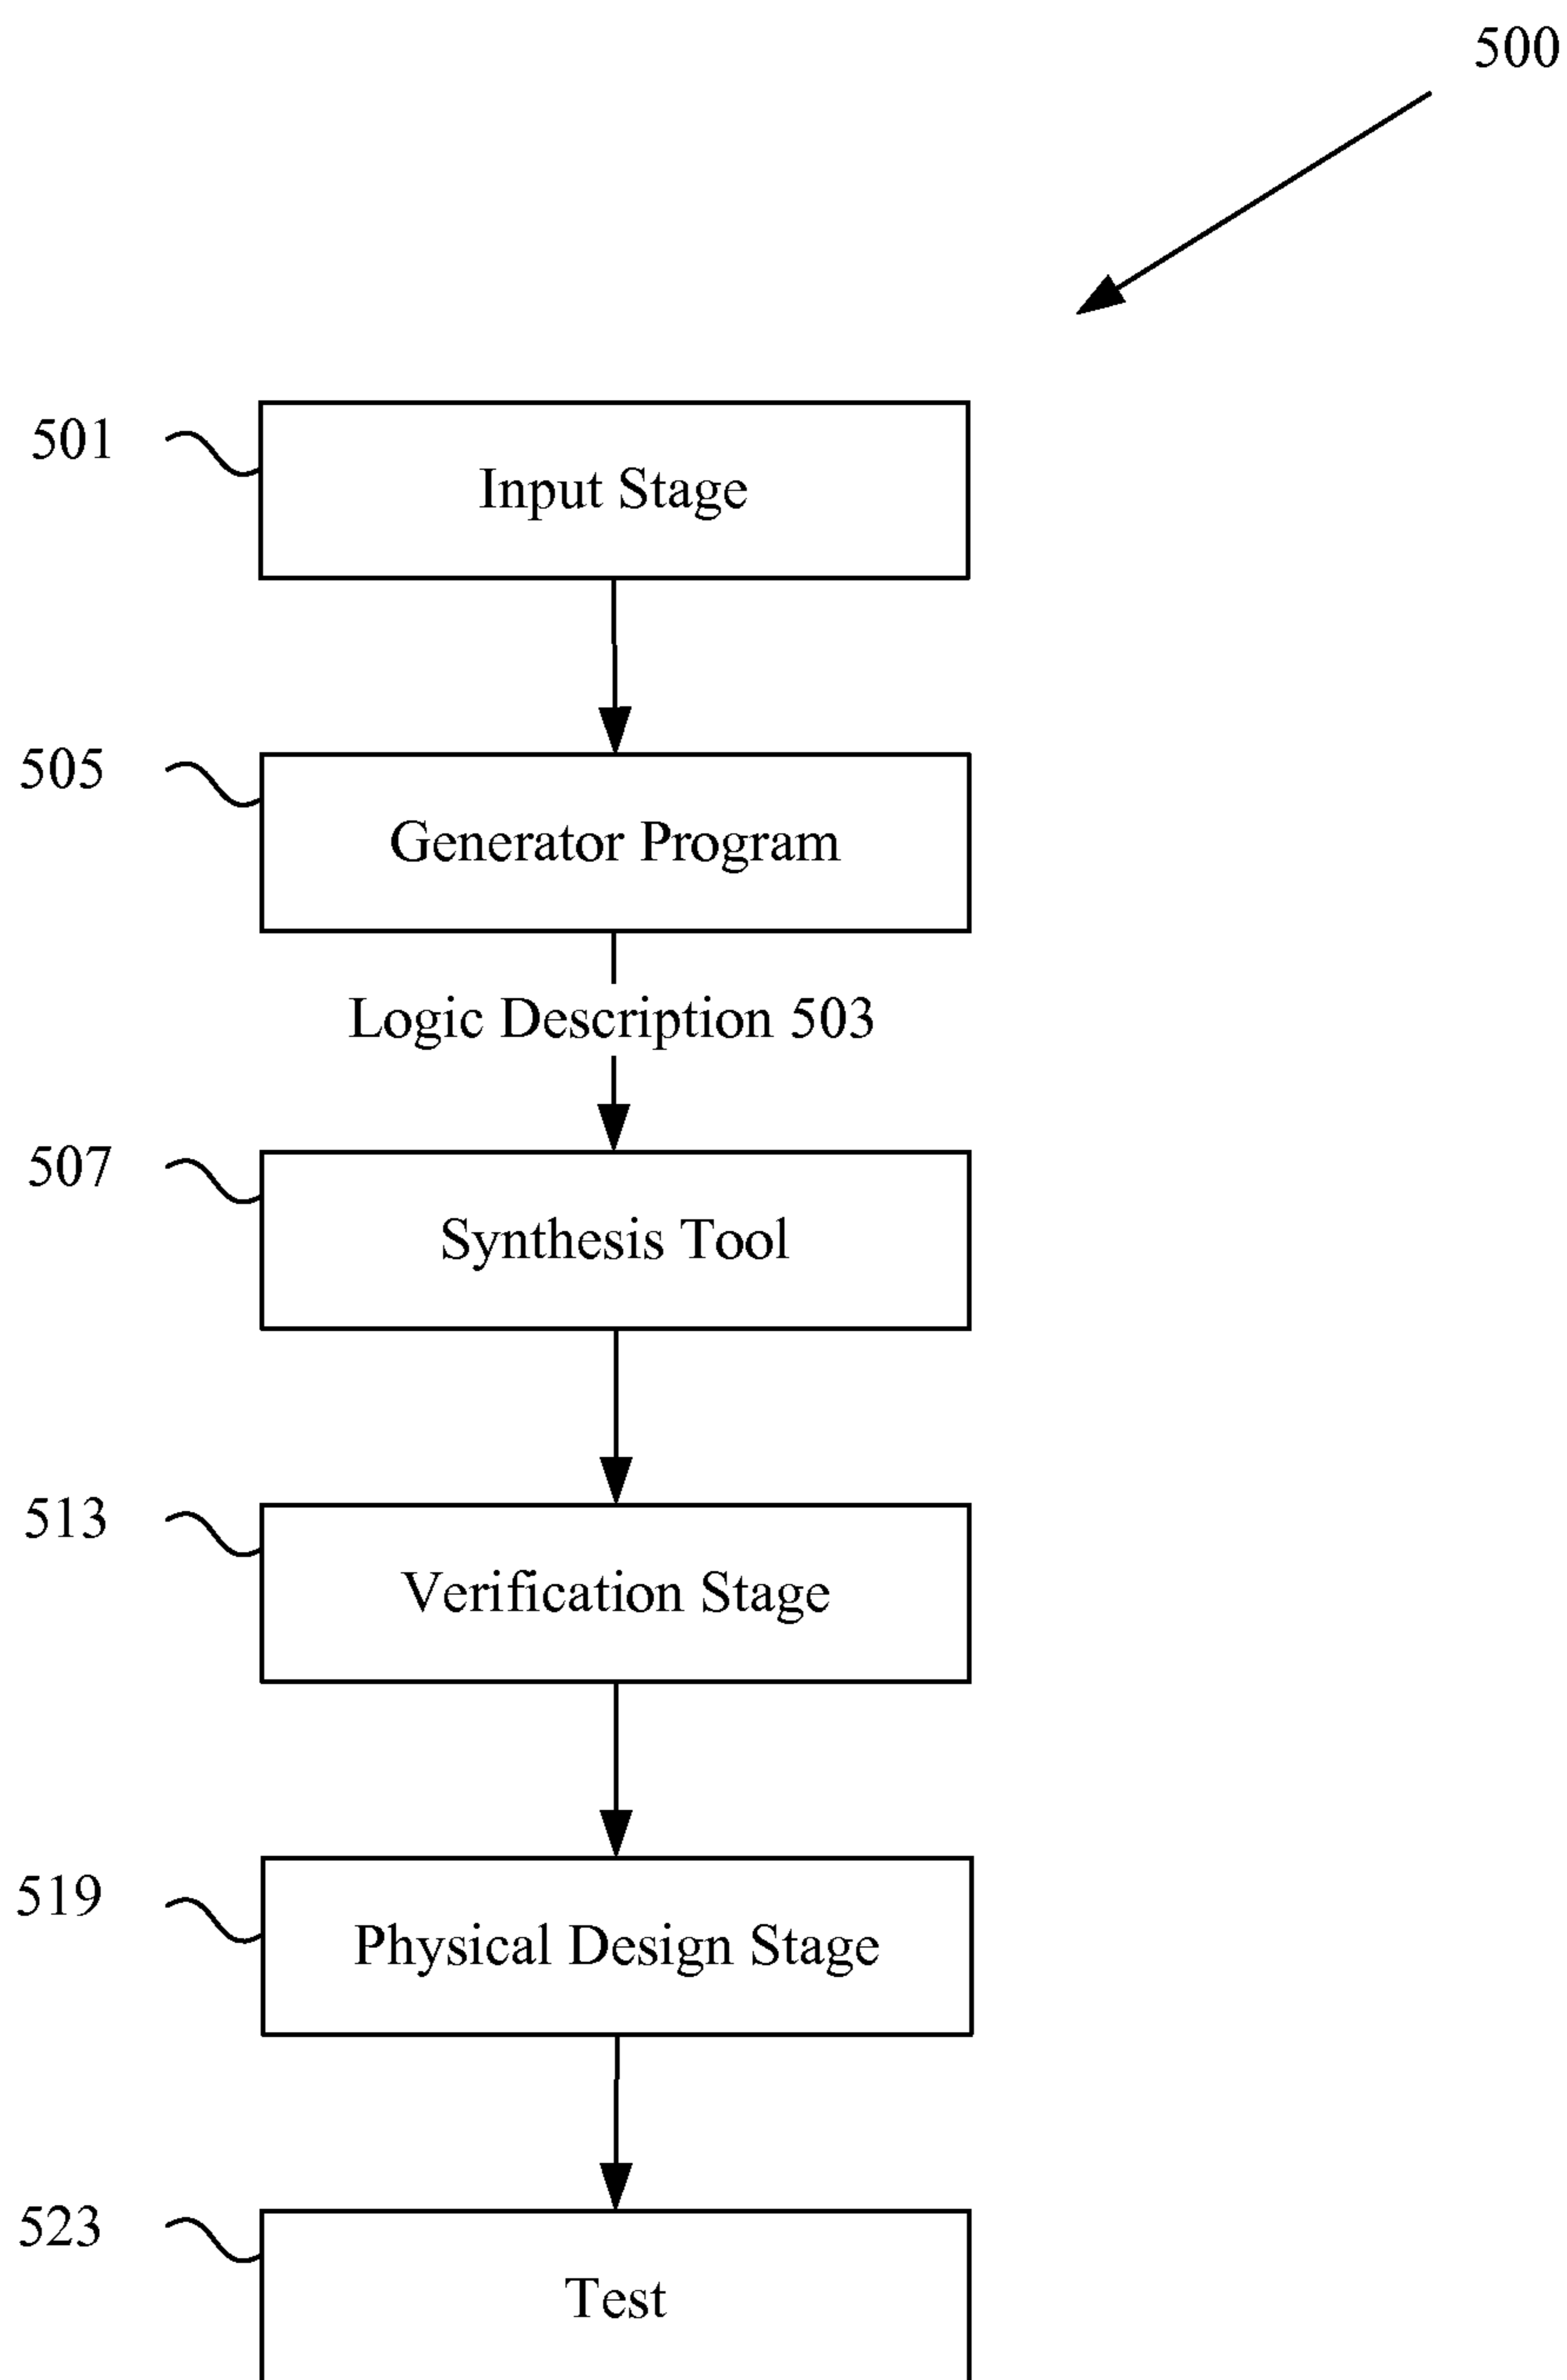 500
501
Input Stage
505
Generator Program
Logic Description 503
507
Synthesis Tool
513
Verification Stage
519
Physical Design Stage
523
Test